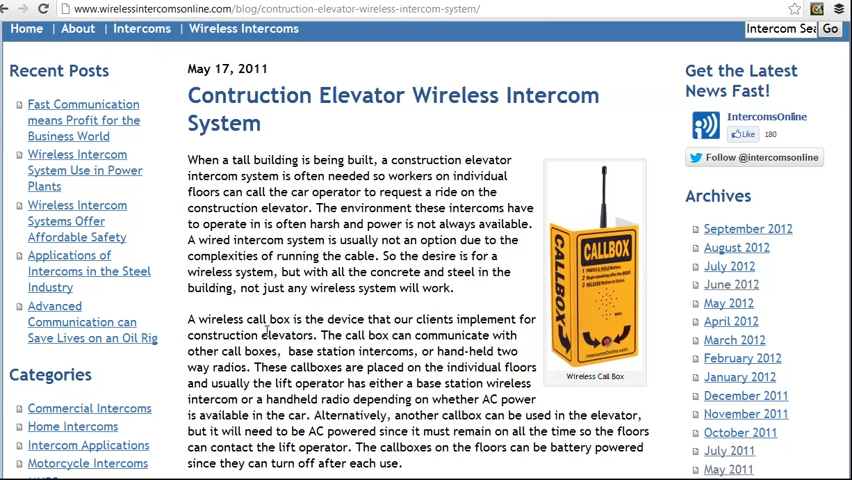 www.wirelessintercomsonline.com/blog/contruction-elevator-wireless-intercom-system/
Home
About
Intercoms
Wireless Intercoms
Intercom Sea
Go
Recent Posts
Fast Communication
means Profit for the
Business World
Wireless Intercom
System Use in Power
Plants
Wireless Intercom
Systems Offer
Affordable Safety
Applications of
Intercoms in the Steel
Industry
Advanced
Communication can
Save Lives on an Oil Rig
Categories
Commercial Intercoms
Home Intercoms
Intercom Applications
Motorcycle Intercoms
May 17, 2011
Contruction Elevator Wireless Intercom
System
When a tall building is being built, a construction elevator
intercom system is often needed so workers on individual
floors can call the car operator to request a ride on the
construction elevator. The environment these intercoms have
to operate in is often harsh and power is not always available.
A wired intercom system is usually not an option due to the
complexities of running the cable. So the desire is for a
wireless system, but with all the concrete and steel in the
building, not just any wireless system will work.
A wireless call box is the device that our clients implement for
construction elevators. The call box can communicate with
other call boxes, base station intercoms, or hand-held two
way radios. These callboxes are placed on the individual floors
and usually the lift operator has either a base station wireless
intercom or a handheld radio depending on whether AC power
is available in the car. Alternatively, another callbox can be used in the elevator,
but it will need to be AC powered since it must remain on all the time so the floors
can contact the lift operator. The callboxes on the floors can be battery powered
since they can turn off after each use.
CALLBOX
CALLBOX
Wireless Call Box
Get the Latest
News Fast!
IntercomsOnline
Like
180
Follow @intercomsonline
Archives
September 2012
August 2012
July 2012
June 2012
May 2012
April 2012
March 2012
February 2012
January 2012
December 2011
November 2011
October 2011
July 2011
May 2011